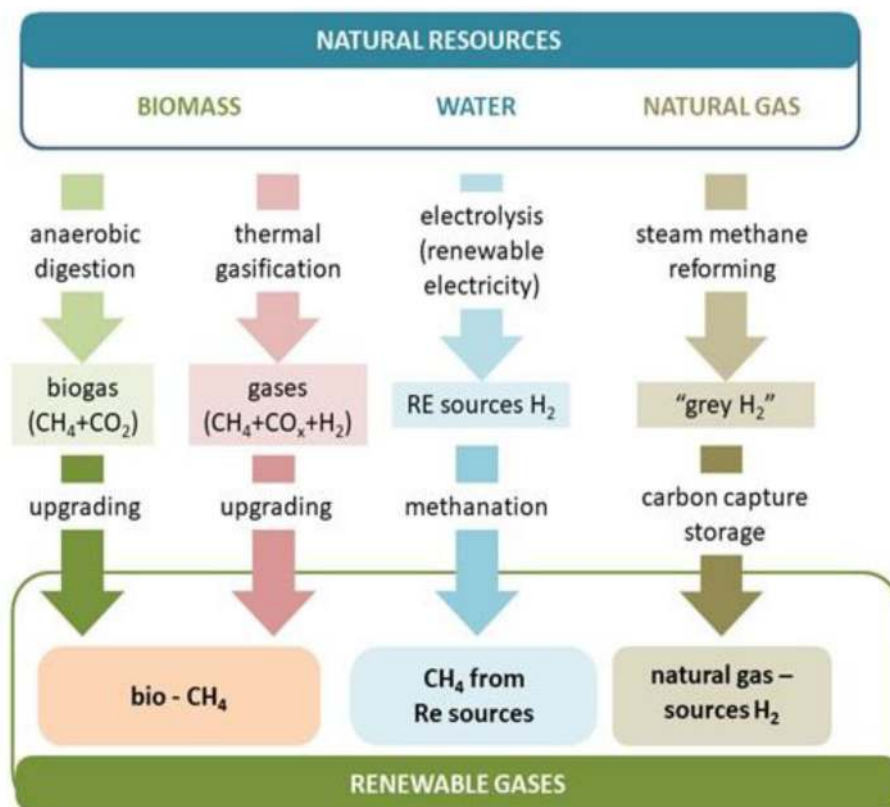 NATURAL RESOURCES
BIOMASS
WATER
NATURAL GAS
anaerobic
digestion
thermal
gasification
electrolysis
(renewable
electricity)
steam methane
reforming
biogas
(CH₄+CO₂)
gases
(CH₄+COₓ+H₂)
RE sources H₂
“grey H₂”
upgrading
upgrading
methanation
carbon capture
storage
bio - CH₄
CH₄ from
Re sources
natural gas –
sources H₂
RENEWABLE GASES